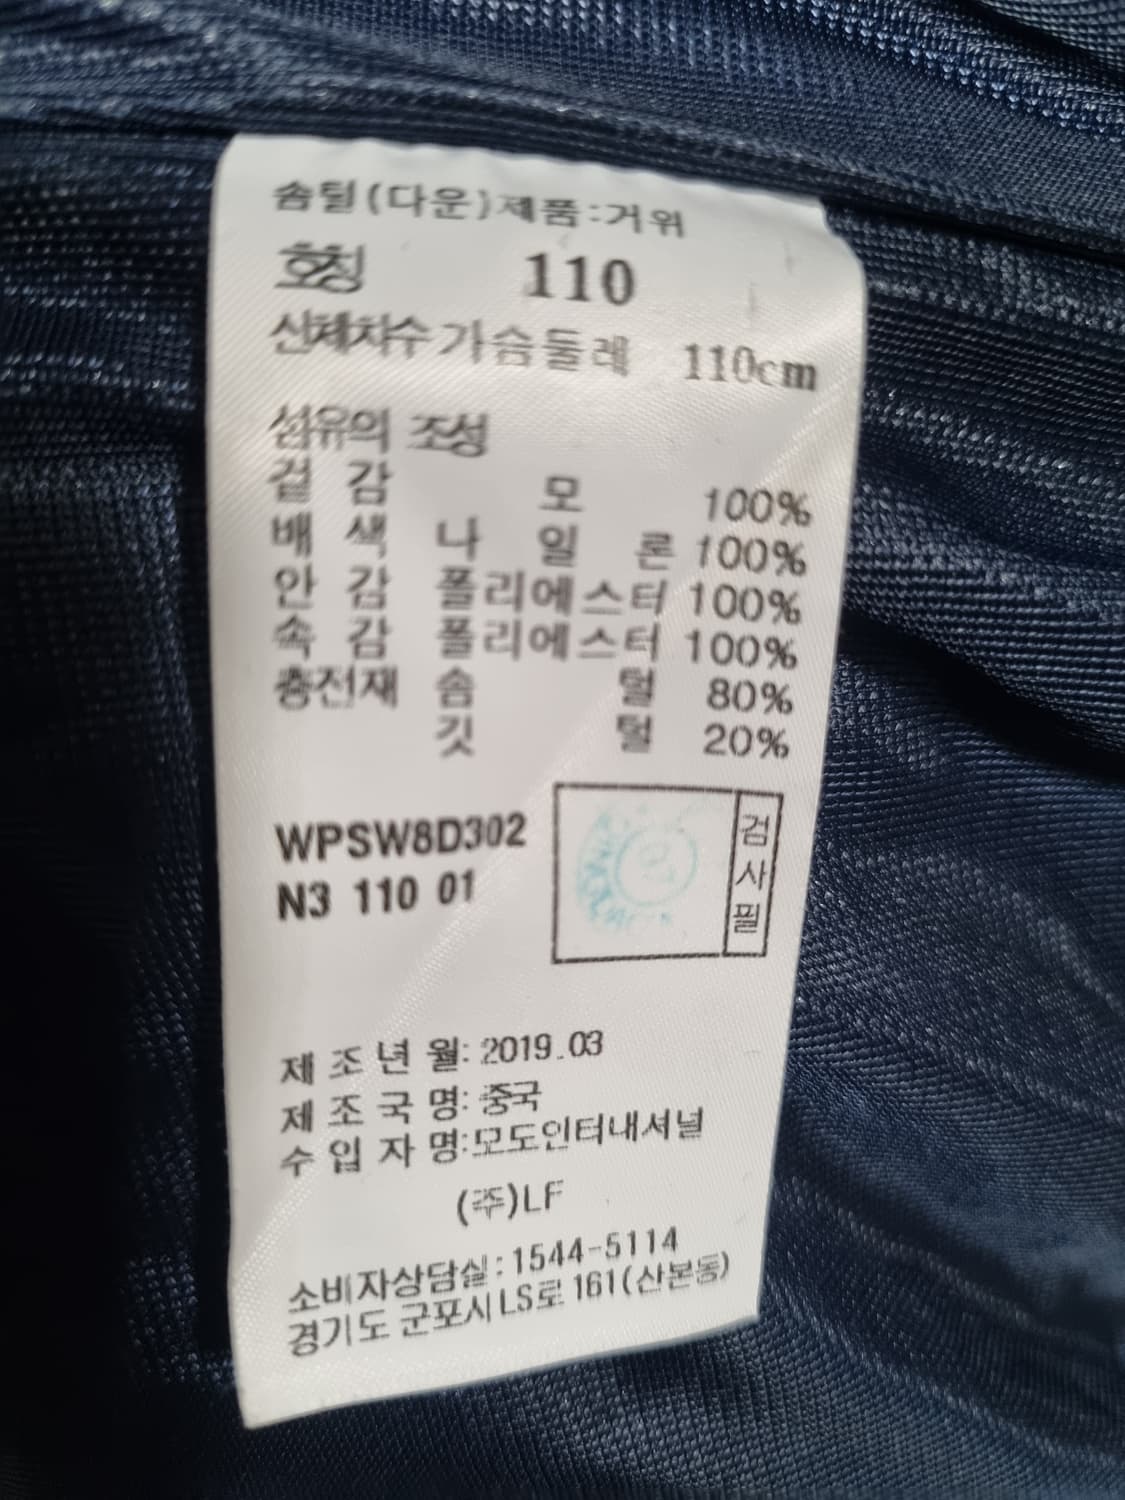 솜털(다운)제품:거위
호칭 110
신체치수 가슴둘레 110cm
섬유의 조성
겉감 모 100%
배색 나일론 100%
안감 폴리에스터 100%
속감 폴리에스터 100%
충전재 솜털 80%
깃털 20%
WPSW8D302
N3 110 01
검사필
제조년월: 2019.03
제조국명: 중국
수입자명:모도인터내셔널
(주)LF
소비자상담실:1544-5114
경기도 군포시 LS로 161(산본동)